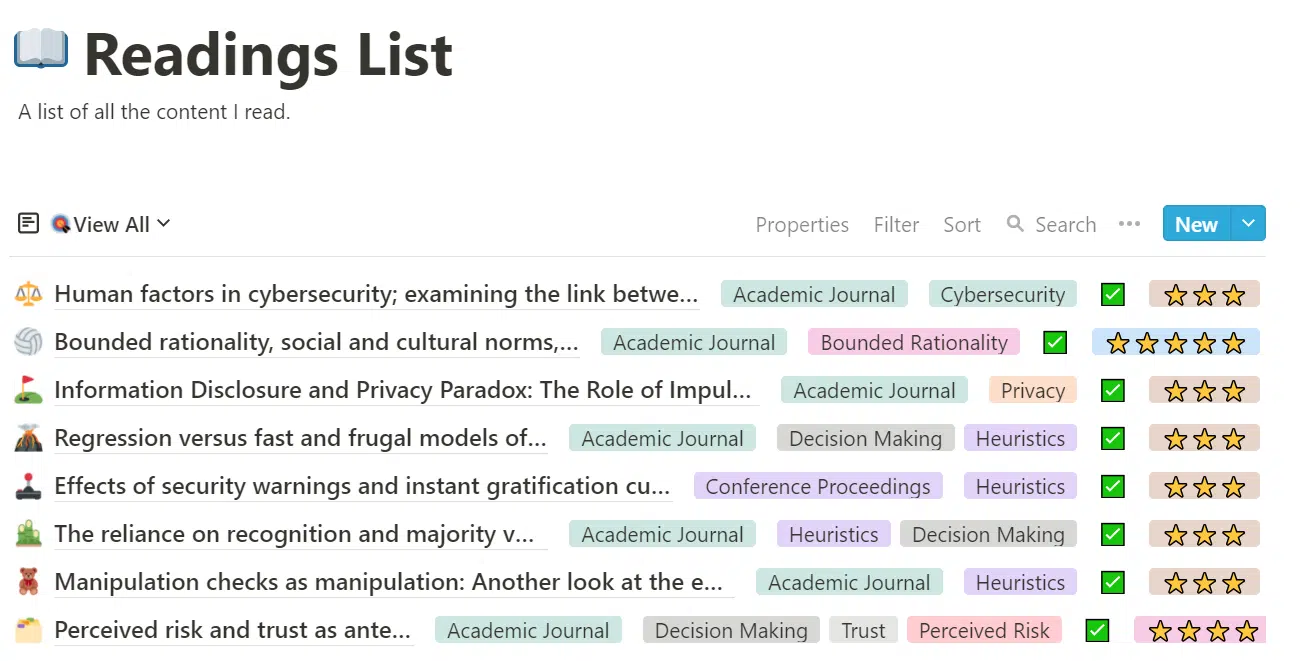 Readings List
A list of all the content I read.
View All Properties Filter Sort Search ••• New
Human factors in cybersecurity; examining the link betwe... Academic Journal Cybersecurity
Bounded rationality, social and cultural norms,... Academic Journal Bounded Rationality
Information Disclosure and Privacy Paradox: The Role of Impul... Academic Journal Privacy
Regression versus fast and frugal models of... Academic Journal Decision Making Heuristics
Effects of security warnings and instant gratification cu... Conference Proceedings Heuristics
The reliance on recognition and majority v... Academic Journal Heuristics Decision Making
Manipulation checks as manipulation: Another look at the e... Academic Journal Heuristics
Perceived risk and trust as ante... Academic Journal Decision Making Trust Perceived Risk